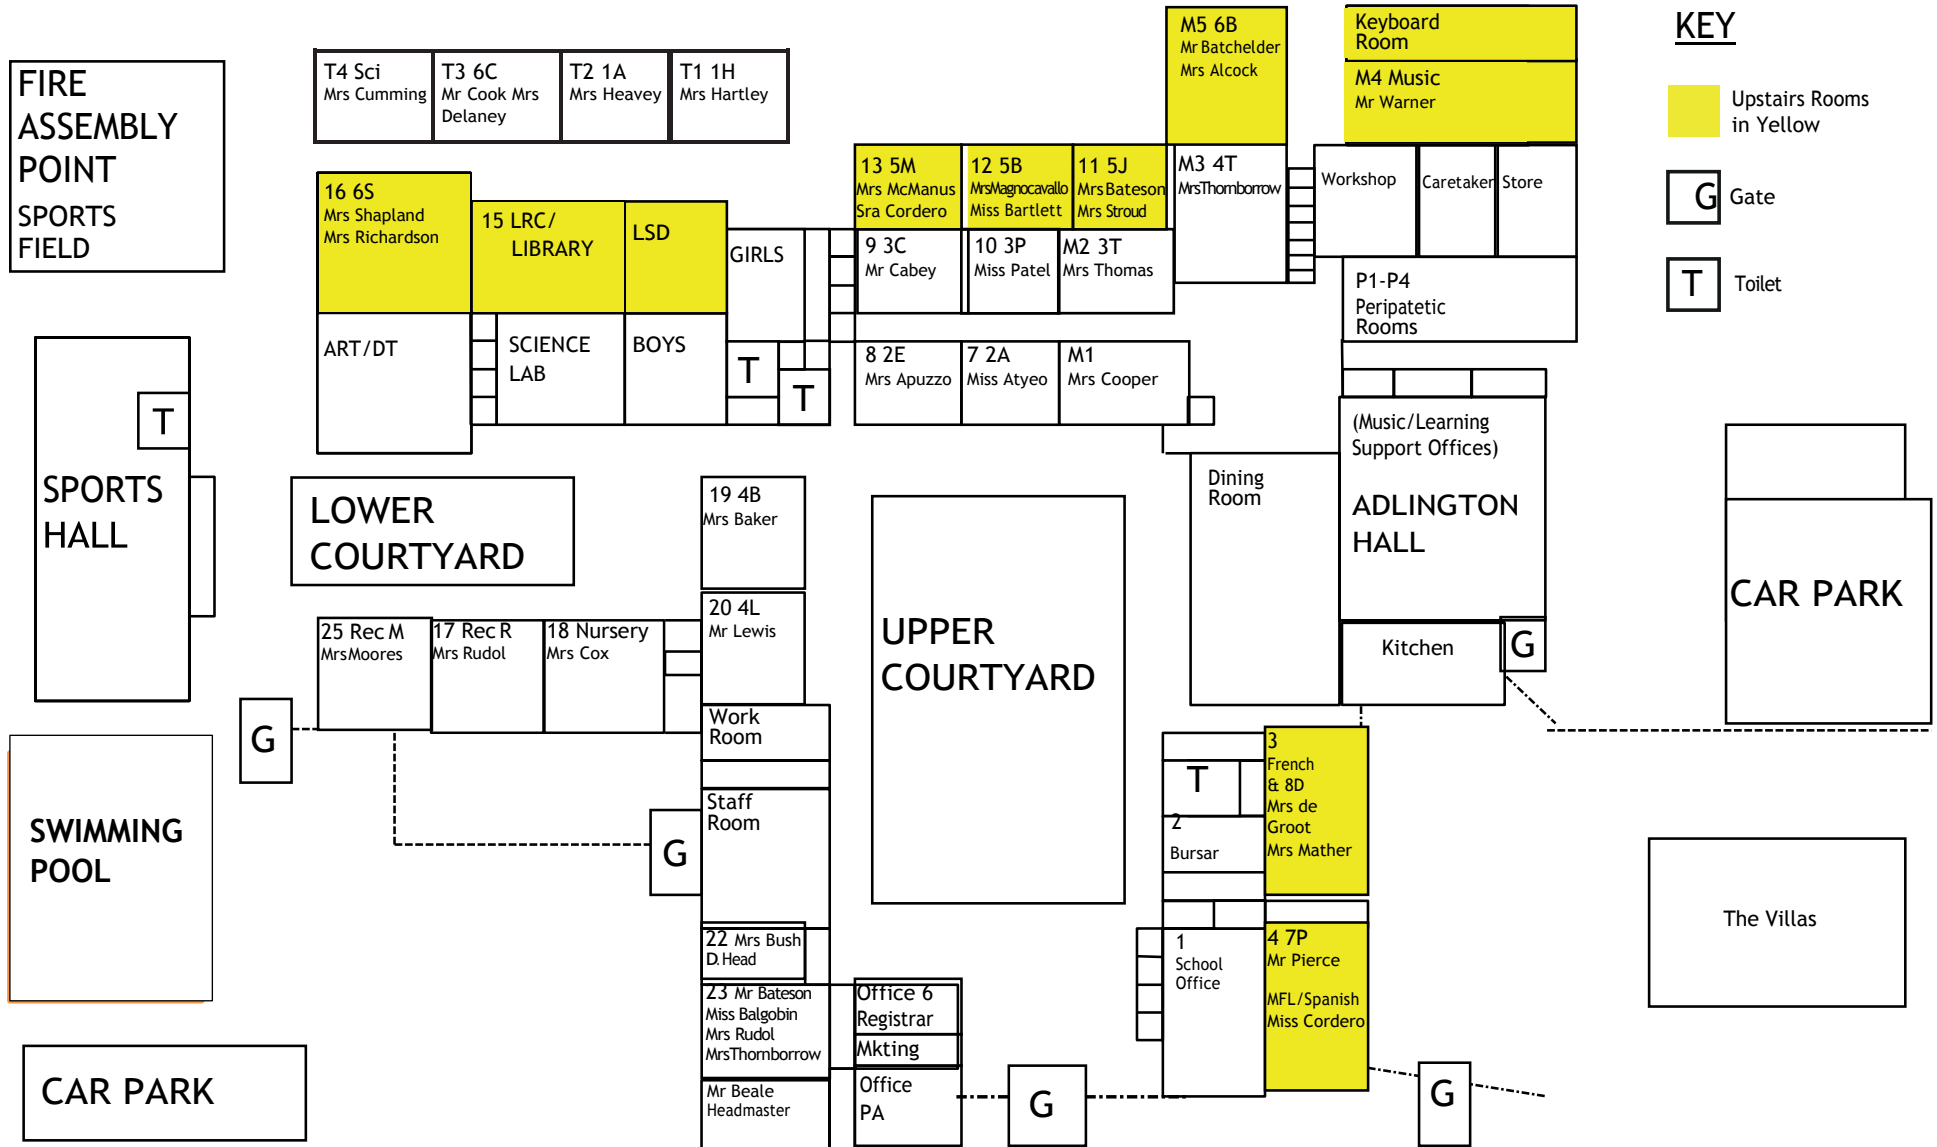 FIRE
ASSEMBLY
POINT
SPORTS
FIELD
T4 Sci
Mrs Cumming
T3 6C
Mr Cook Mrs
Delaney
T2 1A
Mrs Heavey
T1 1H
Mrs Hartley
M5 6B
Mr Batchelder
Mrs Alcock
Keyboard
Room
M4 Music
Mr Warner
KEY
Upstairs Rooms
in Yellow
G
Gate
T
Toilet
16 6S
Mrs Shapland
Mrs Richardson
15 LRC/
LIBRARY
LSD
GIRLS
13 5M
Mrs McManus
Sra Cordero
12 5B
MrsMagnocavallo
Miss Bartlett
11 5J
Mrs Bateson
Mrs Stroud
M3 4T
MrsThornborrow
Workshop
Caretaker
Store
9 3C
Mr Cabey
10 3P
Miss Patel
M2 3T
Mrs Thomas
P1-P4
Peripatetic
Rooms
ART/DT
SCIENCE
LAB
BOYS
T
T
8 2E
Mrs Apuzzo
7 2A
Miss Atyeo
M1
Mrs Cooper
T
SPORTS
HALL
LOWER
COURTYARD
19 4B
Mrs Baker
UPPER
COURTYARD
Dining
Room
(Music/Learning
Support Offices)
ADLINGTON
HALL
CAR PARK
25 Rec M
MrsMoores
17 Rec R
Mrs Rudol
18 Nursery
Mrs Cox
20 4L
Mr Lewis
Kitchen
G
G
Work
Room
SWIMMING
POOL
G
Staff
Room
T
2
Bursar
3
French
& 8D
Mrs de
Groot
Mrs Mather
The Villas
22 Mrs Bush
D. Head
23 Mr Bateson
Miss Balgobin
Mrs Rudol
MrsThornborrow
Office 6
Registrar
Mkting
1
School
Office
4 7P
Mr Pierce
MFL/Spanish
Miss Cordero
CAR PARK
Mr Beale
Headmaster
Office
PA
G
G